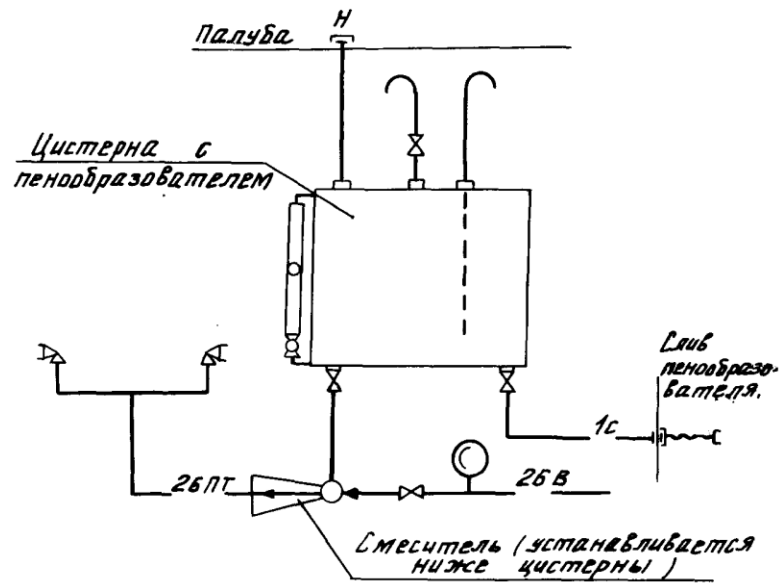 Н
Палуба
Цистерна с
пенообразователем
Слив
пенообразо-
вателя.
1с
26ПТ
26В
Смеситель (устанавливается
ниже цистерны)